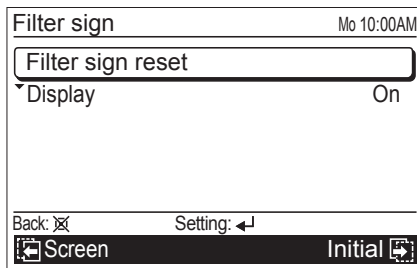 Filter sign Mo 10:00AM
Filter sign reset
Display On
Back: Setting:
Screen Initial